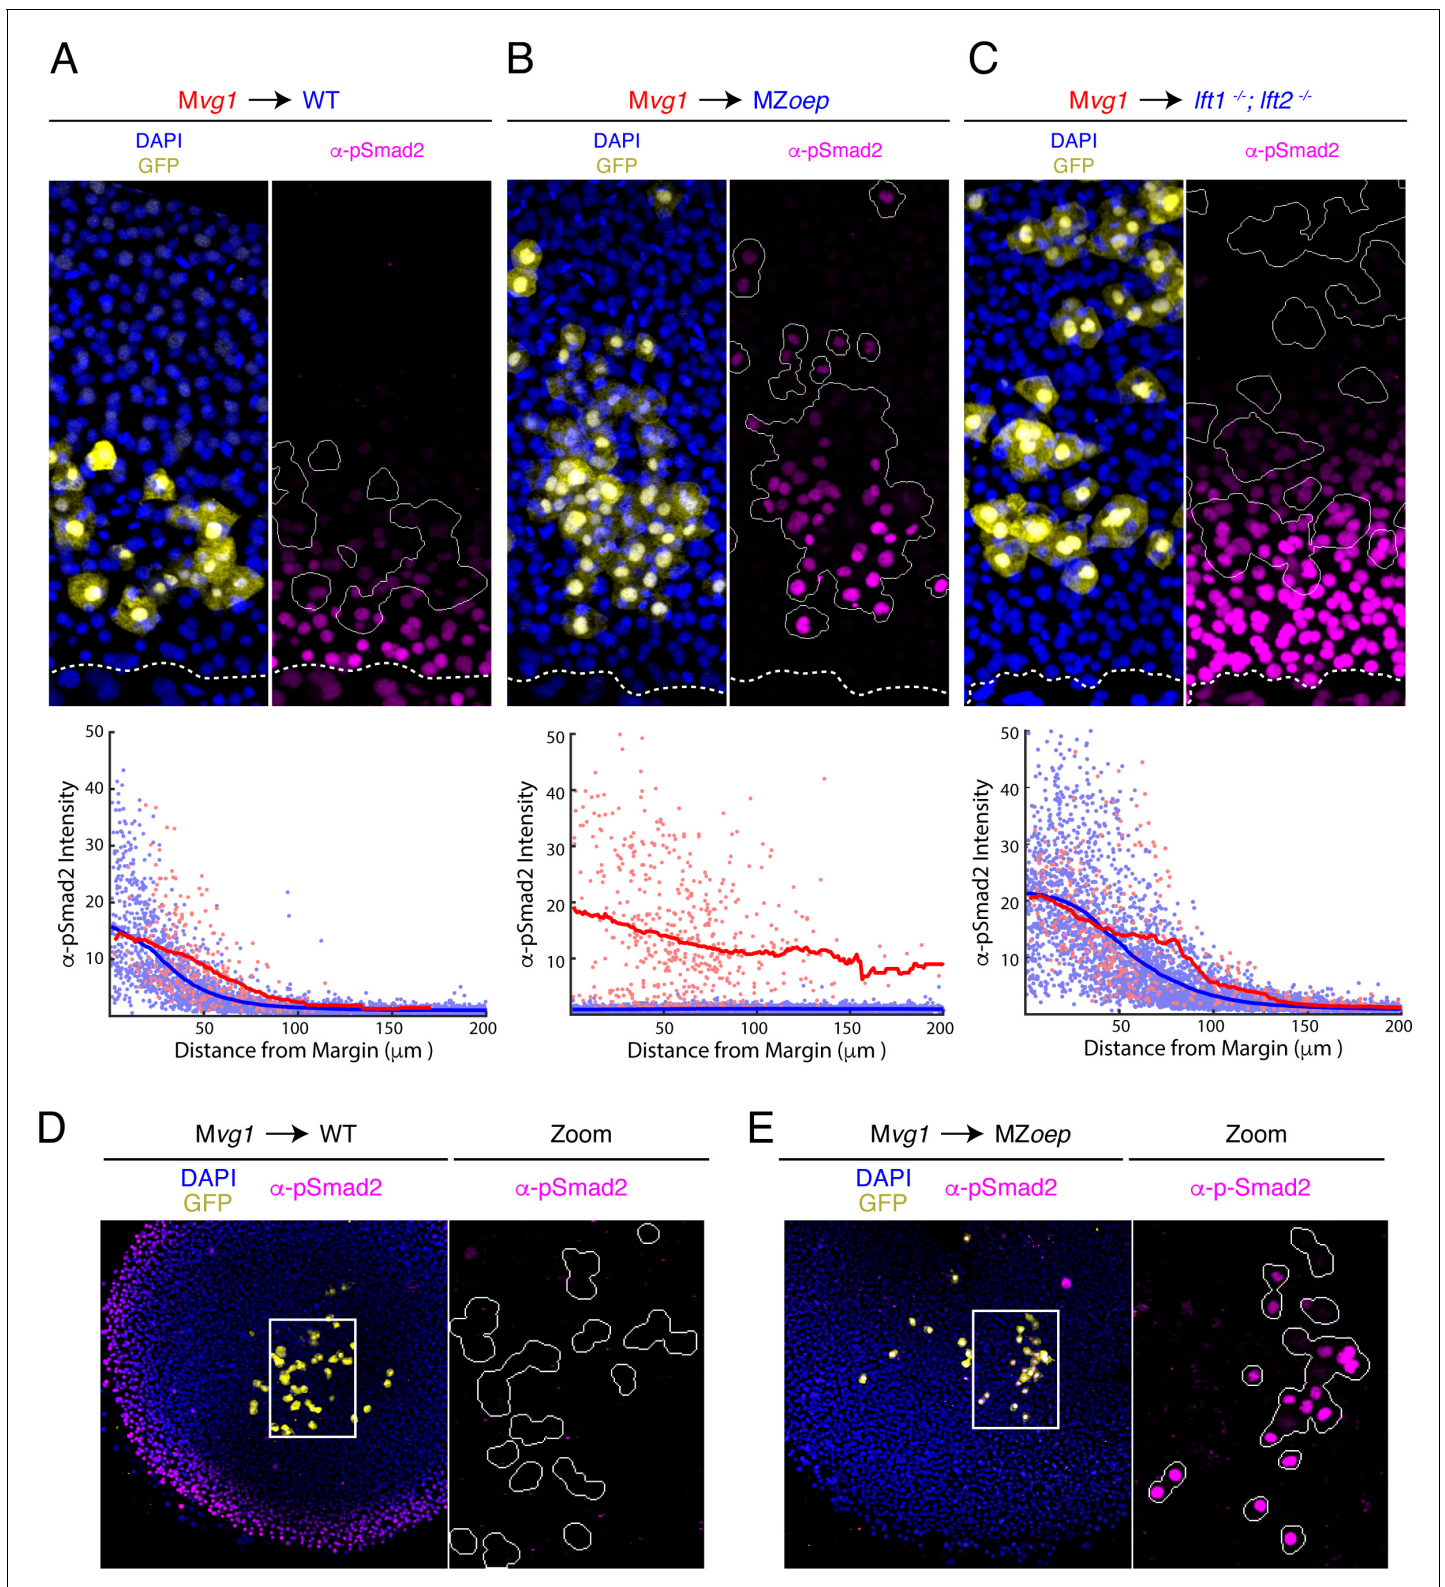 A
Mvg1 → WT
DAPI
GFP
α-pSmad2
B
Mvg1 → MZoep
DAPI
GFP
α-pSmad2
C
Mvg1 → lft1 -/-; lft2 -/-
DAPI
GFP
α-pSmad2
50
40
30
20
10
α-pSmad2 Intensity
50
100
150
200
Distance from Margin (μm )
50
40
30
20
10
α-pSmad2 Intensity
50
100
150
200
Distance from Margin (μm )
50
40
30
20
10
α-pSmad2 Intensity
50
100
150
200
Distance from Margin (μm )
D
Mvg1 → WT
Zoom
DAPI
GFP
α-pSmad2
α-pSmad2
E
Mvg1 → MZoep
Zoom
DAPI
GFP
α-pSmad2
α-p-Smad2